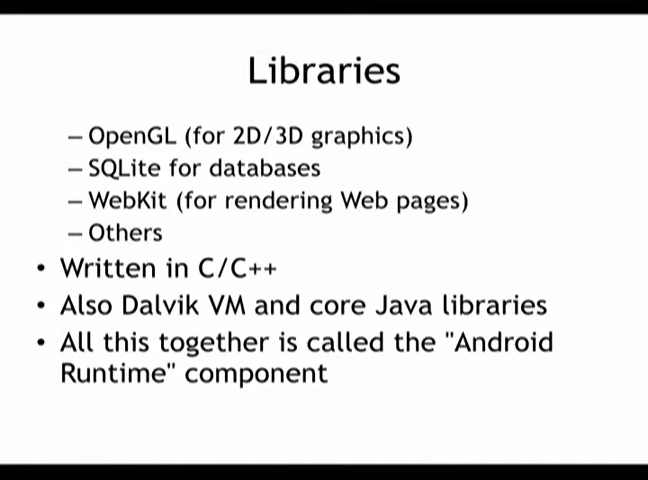 Libraries
– OpenGL (for 2D/3D graphics)
– SQLite for databases
– WebKit (for rendering Web pages)
– Others
• Written in C/C++
• Also Dalvik VM and core Java libraries
• All this together is called the "Android
Runtime" component